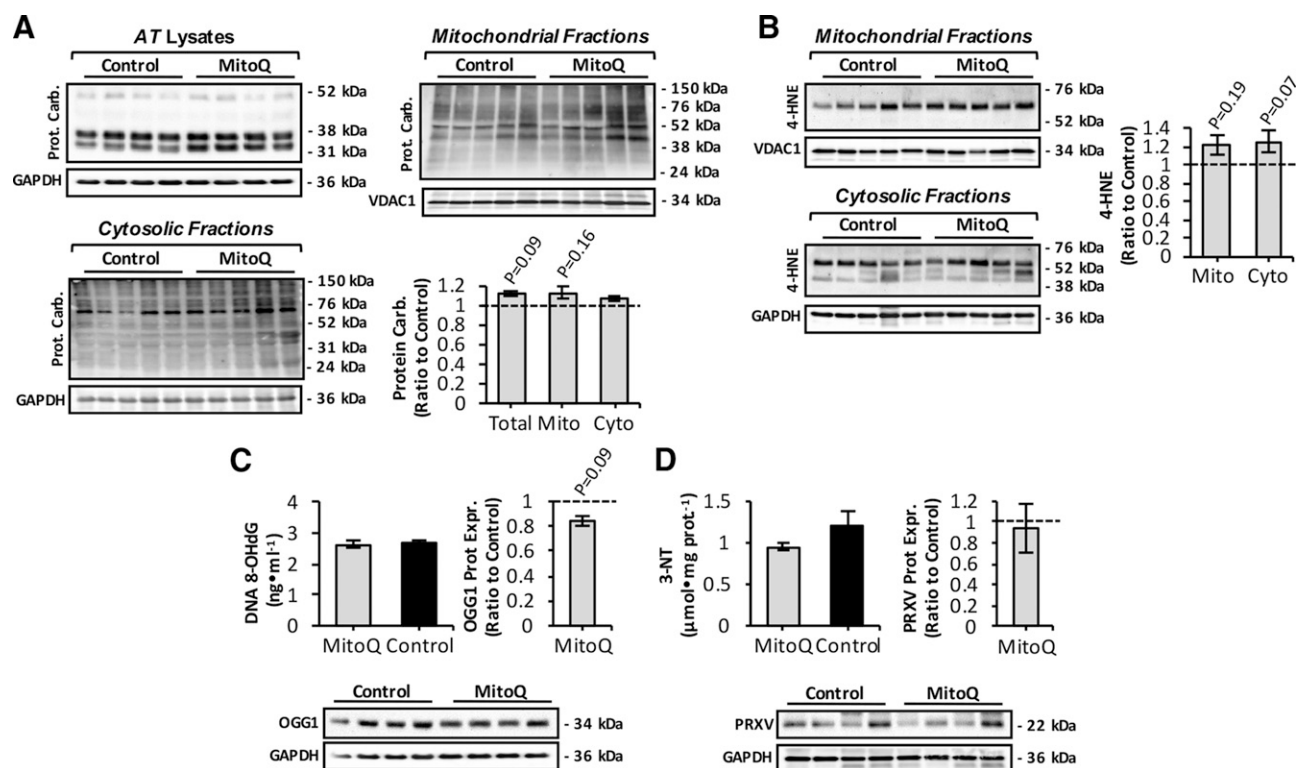 A
AT Lysates
Control MitoQ
Prot. Carb.
- 52 kDa
- 38 kDa
- 31 kDa
GAPDH
- 36 kDa
Mitochondrial Fractions
Control MitoQ
Prot. Carb.
- 150 kDa
- 76 kDa
- 52 kDa
- 38 kDa
- 24 kDa
VDAC1
- 34 kDa
Cytosolic Fractions
Control MitoQ
Prot. Carb.
- 150 kDa
- 76 kDa
- 52 kDa
- 31 kDa
- 24 kDa
GAPDH
- 36 kDa
Protein Carb.
(Ratio to Control)
1.2
1
0.8
0.6
0.4
0.2
0
P=0.09
P=0.16
Total Mito Cyto
B
Mitochondrial Fractions
Control MitoQ
4-HNE
- 76 kDa
- 52 kDa
VDAC1
- 34 kDa
Cytosolic Fractions
Control MitoQ
4-HNE
- 76 kDa
- 52 kDa
- 38 kDa
GAPDH
- 36 kDa
4-HNE
(Ratio to Control)
1.4
1.2
1
0.8
0.6
0.4
0.2
0
P=0.19
P=0.07
Mito Cyto
C
DNA 8-OHdG
(ng•ml-1)
4
3
2
1
0
MitoQ Control
OGG1 Prot Expr.
(Ratio to Control)
1
0.8
0.6
0.4
0.2
0
P=0.09
MitoQ
Control MitoQ
OGG1
- 34 kDa
GAPDH
- 36 kDa
D
3-NT
(µmol•mg prot.-1)
1.5
1
0.5
0
MitoQ Control
PRXV Prot Expr.
(Ratio to Control)
1.2
1
0.8
0.6
0.4
0.2
0
MitoQ
Control MitoQ
PRXV
- 22 kDa
GAPDH
- 36 kDa